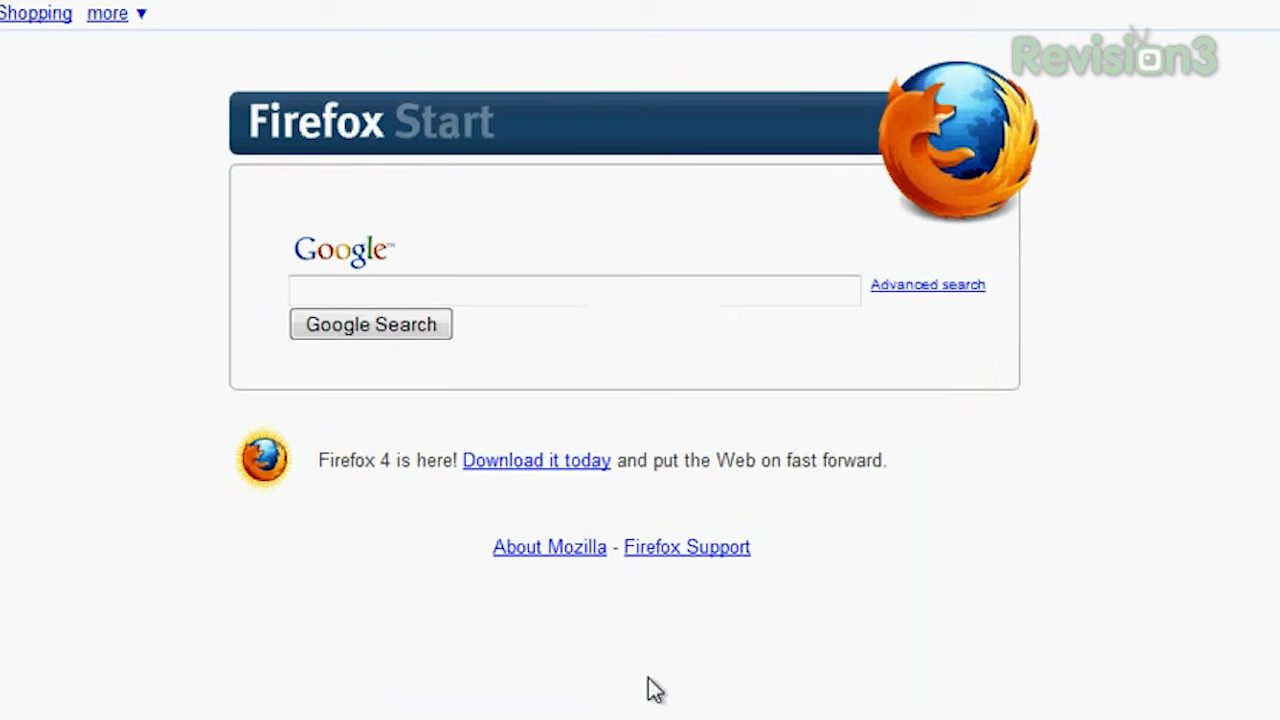 Shopping more ▼
Revision3
Firefox Start
Google™
Advanced search
Google Search
Firefox 4 is here! Download it today and put the Web on fast forward.
About Mozilla - Firefox Support